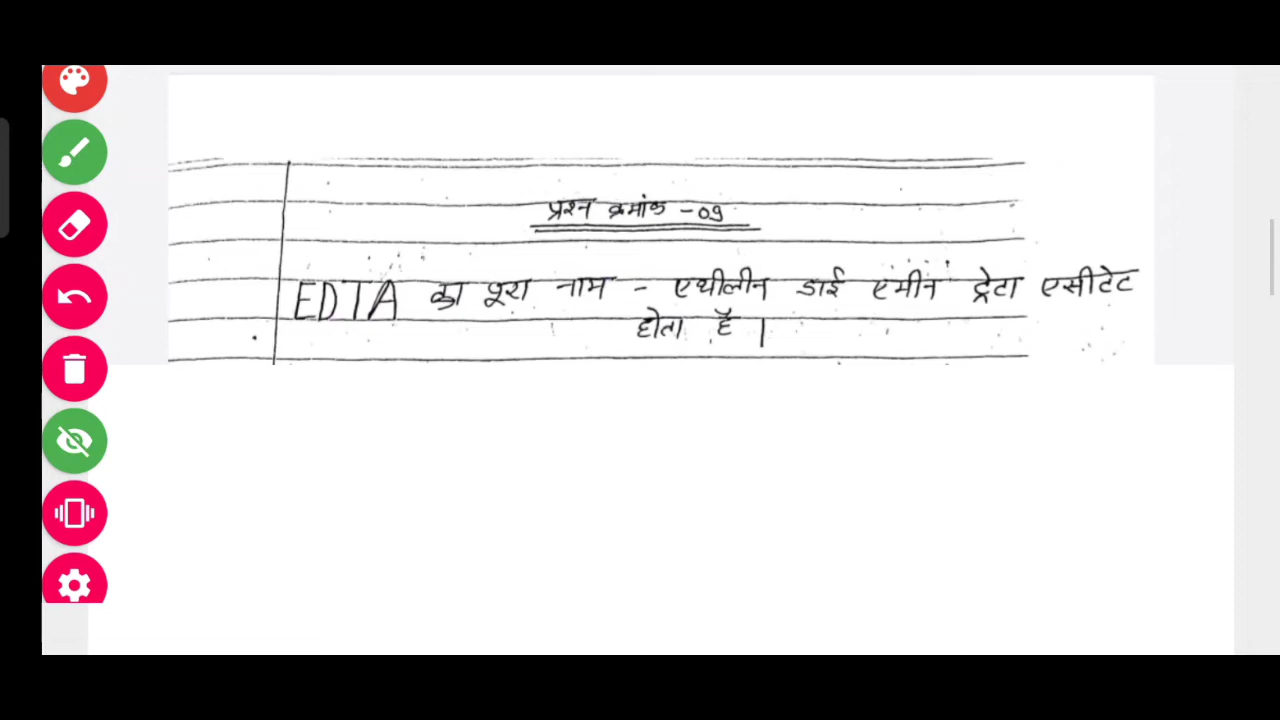 प्रश्न क्रमांक -09
EDTA का पूरा नाम - एथीलीन डाई एमीन ट्रेटा एसीटेट
होता है |